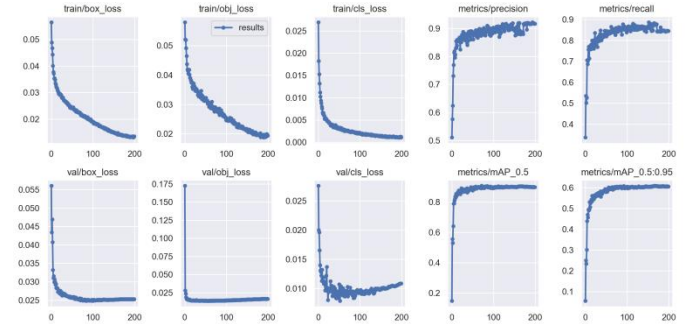 train/box_loss train/obj_loss train/cls_loss metrics/precision metrics/recall
0.05 0.04 0.03 0.02
0.05 0.04 0.03 0.02
results
0.025 0.020 0.015 0.010 0.005 0.000
0.9 0.8 0.7 0.6 0.5
0.9 0.8 0.7 0.6 0.5 0.4
0 100 200 0 100 200 0 100 200 0 100 200 0 100 200
val/box_loss val/obj_loss val/cls_loss metrics/mAP_0.5 metrics/mAP_0.5:0.95
0.055 0.050 0.045 0.040 0.035 0.030 0.025
0.175 0.150 0.125 0.100 0.075 0.050 0.025
0.025 0.020 0.015 0.010
0.8 0.6 0.4 0.2
0.6 0.5 0.4 0.3 0.2 0.1
0 100 200 0 100 200 0 100 200 0 100 200 0 100 200